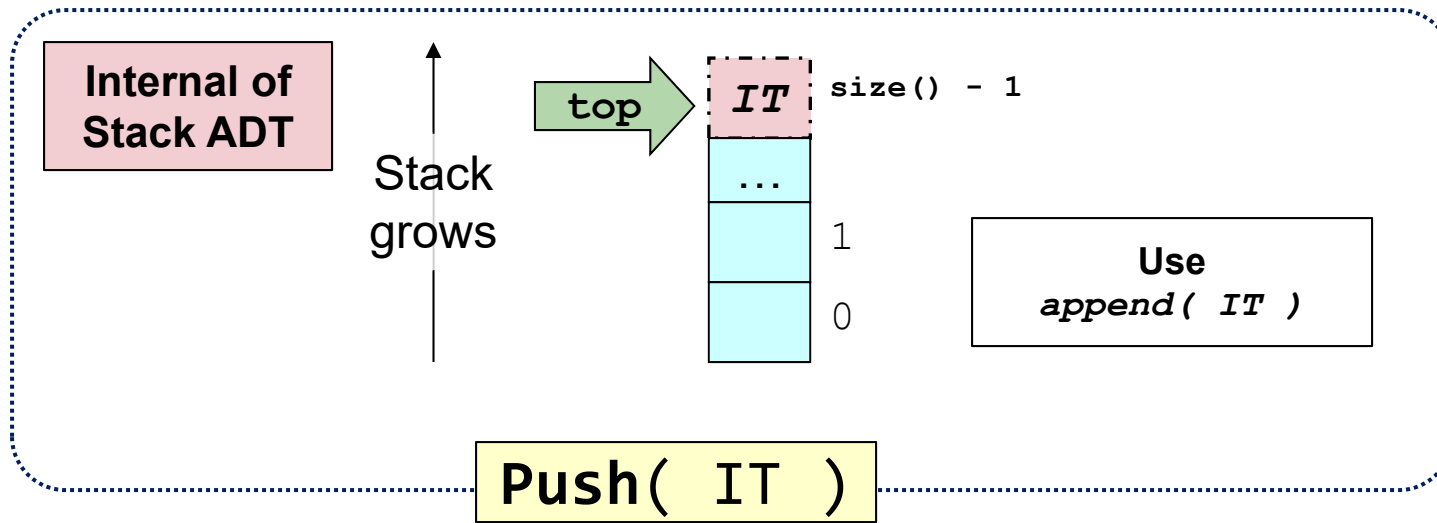 Internal of
Stack ADT
Stack
grows
top
IT
size() - 1
...
1
0
Use
append( IT )
Push( IT )